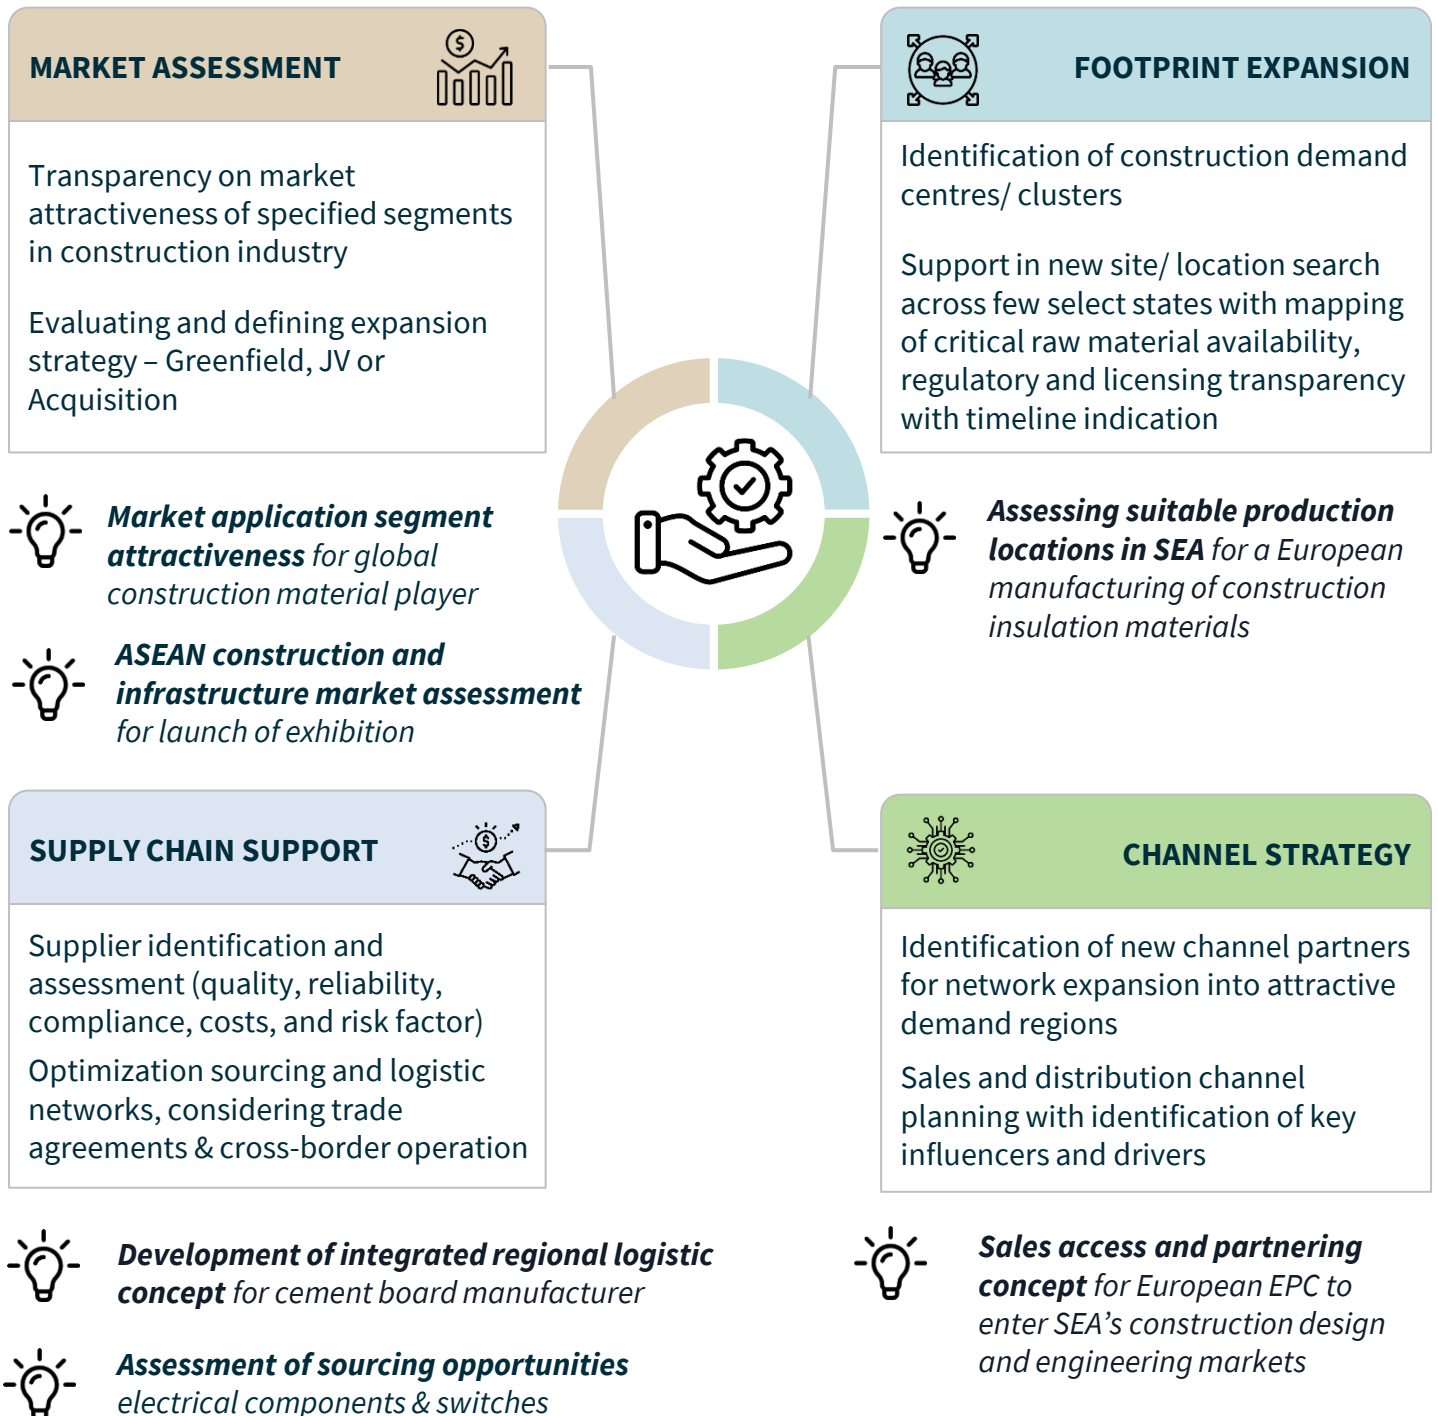 MARKET ASSESSMENT
Transparency on market
attractiveness of specified segments
in construction industry
Evaluating and defining expansion
strategy – Greenfield, JV or
Acquisition
Market application segment
attractiveness for global
construction material player
ASEAN construction and
infrastructure market assessment
for launch of exhibition
FOOTPRINT EXPANSION
Identification of construction demand
centres/ clusters
Support in new site/ location search
across few select states with mapping
of critical raw material availability,
regulatory and licensing transparency
with timeline indication
Assessing suitable production
locations in SEA for a European
manufacturing of construction
insulation materials
SUPPLY CHAIN SUPPORT
Supplier identification and
assessment (quality, reliability,
compliance, costs, and risk factor)
Optimization sourcing and logistic
networks, considering trade
agreements & cross-border operation
Development of integrated regional logistic
concept for cement board manufacturer
Assessment of sourcing opportunities
electrical components & switches
CHANNEL STRATEGY
Identification of new channel partners
for network expansion into attractive
demand regions
Sales and distribution channel
planning with identification of key
influencers and drivers
Sales access and partnering
concept for European EPC to
enter SEA’s construction design
and engineering markets